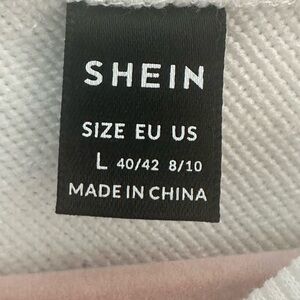 SHEIN
SIZE EU US
L 40/42 8/10
MADE IN CHINA